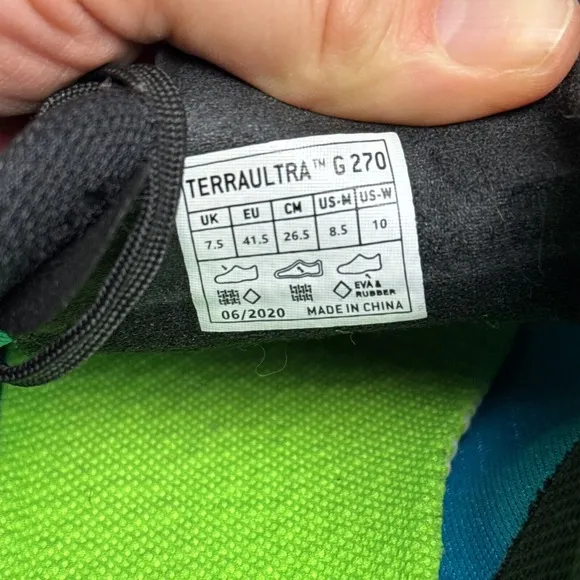 TERRAULTRA™ G 270
UK EU CM US-M US-W
7.5 41.5 26.5 8.5 10
EVA &
RUBBER
06/2020 MADE IN CHINA